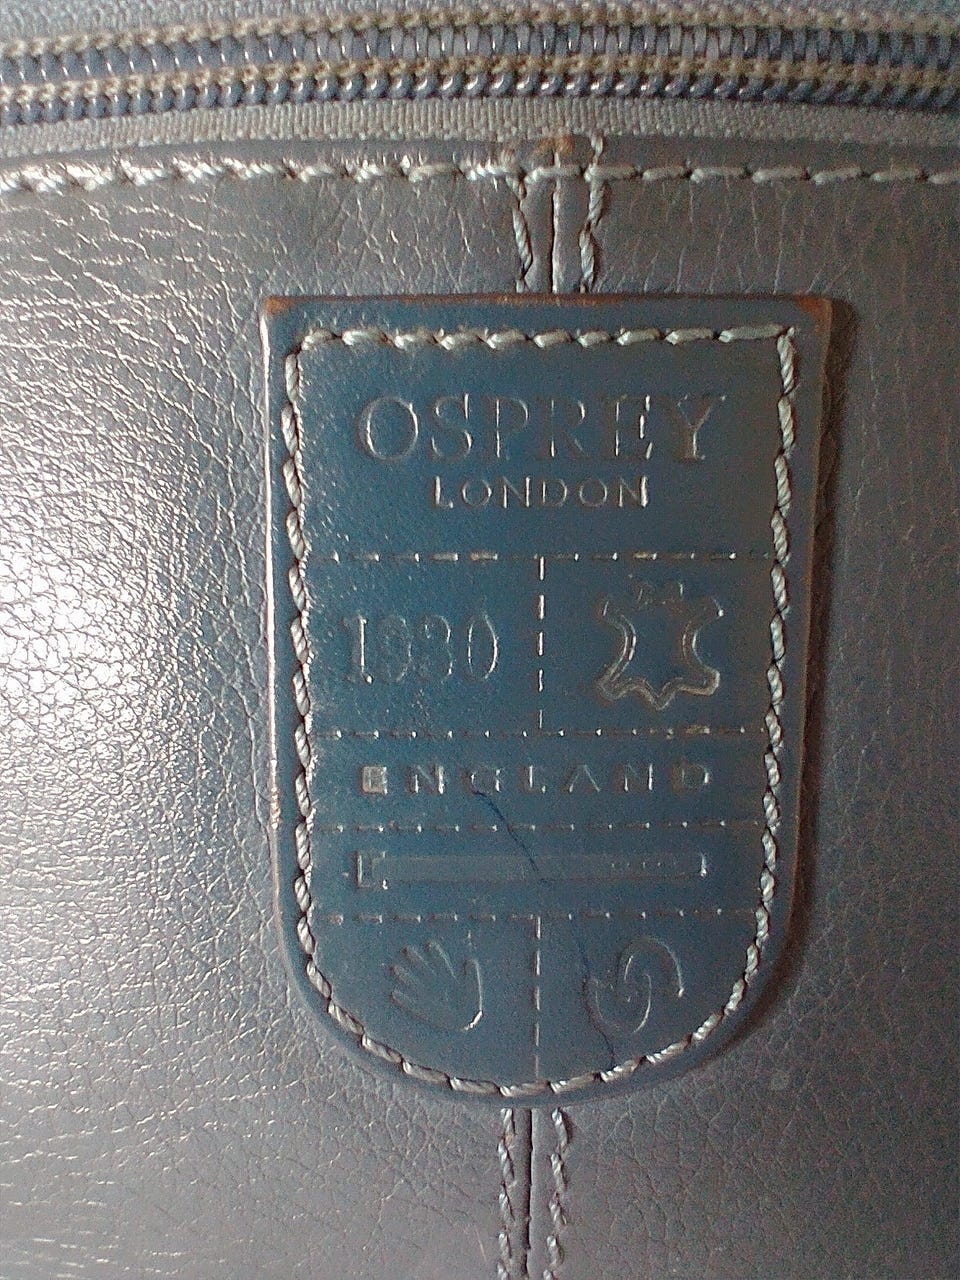 OSPREY
LONDON
1980
ENGLAND